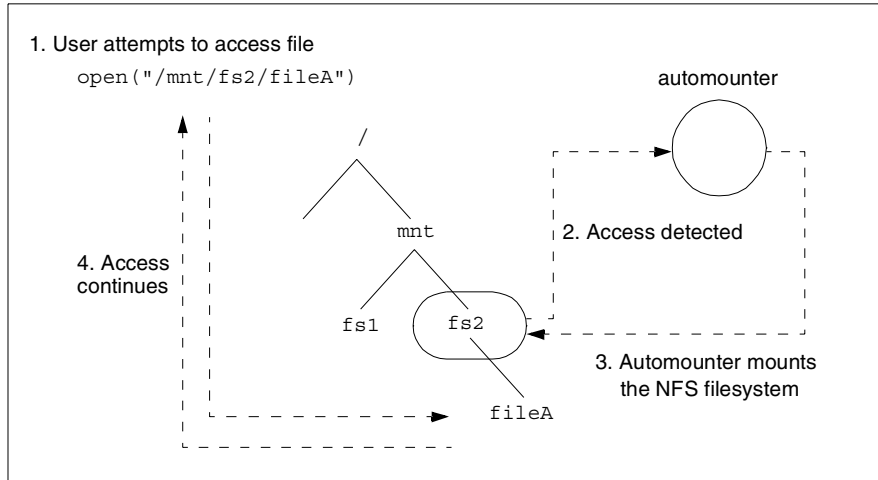 1. User attempts to access file
open("/mnt/fs2/fileA")
automounter
/
mnt
2. Access detected
4. Access
continues
fs1
fs2
3. Automounter mounts
the NFS filesystem
fileA